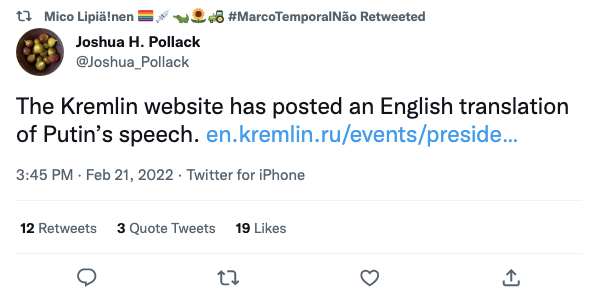 Mico Lipiä!nen 🏳️‍🌈💉🐊🌻🚜 #MarcoTemporalNão Retweeted
Joshua H. Pollack
@Joshua_Pollack
The Kremlin website has posted an English translation
of Putin’s speech. en.kremlin.ru/events/preside...
3:45 PM · Feb 21, 2022 · Twitter for iPhone
12 Retweets 3 Quote Tweets 19 Likes